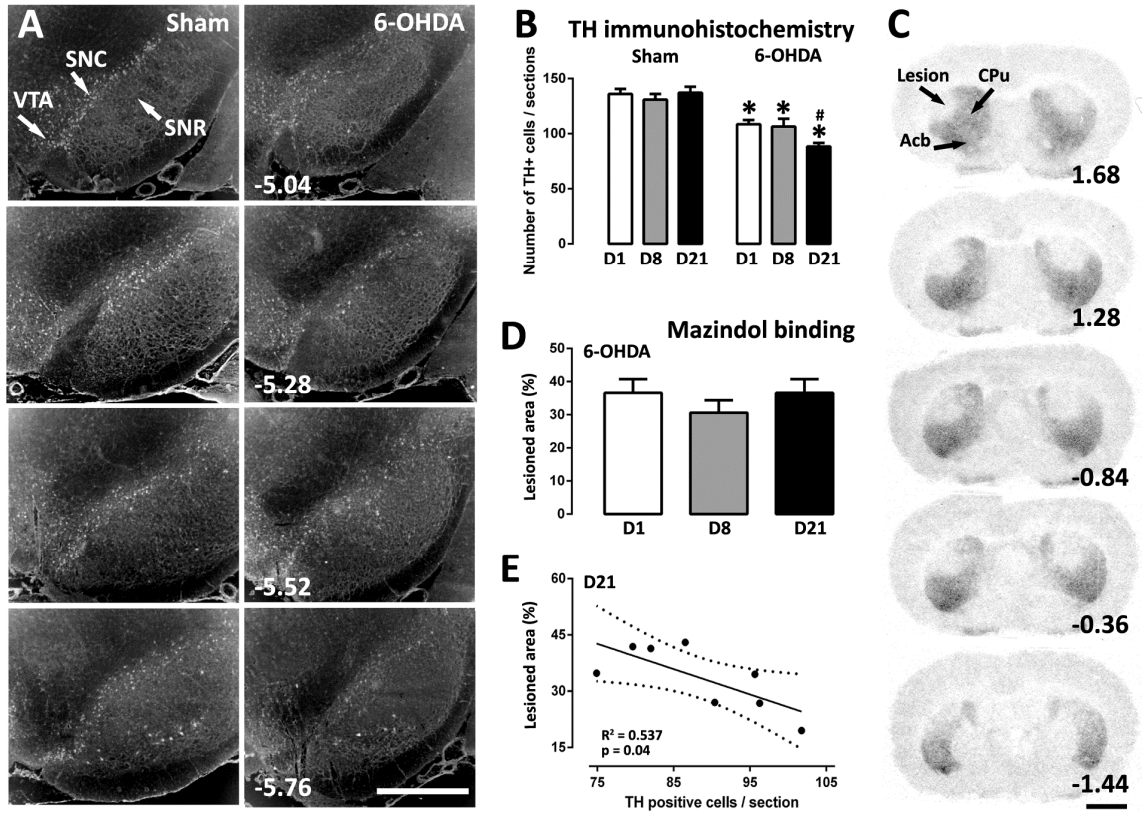 A
Sham
6-OHDA
SNC
VTA
SNR
-5.04
-5.28
-5.52
-5.76
B
TH immunohistochemistry
Sham
6-OHDA
Nuumber of TH+ cells / sections
150
100
50
0
* * # *
D1 D8 D21 D1 D8 D21
D
Mazindol binding
6-OHDA
Lesioned area (%)
50
40
30
20
10
0
D1 D8 D21
E
D21
Lesioned area (%)
60
45
30
15
R² = 0.537
p = 0.04
75 85 95 105
TH positive cells / section
C
Lesion
CPu
Acb
1.68
1.28
-0.84
-0.36
-1.44